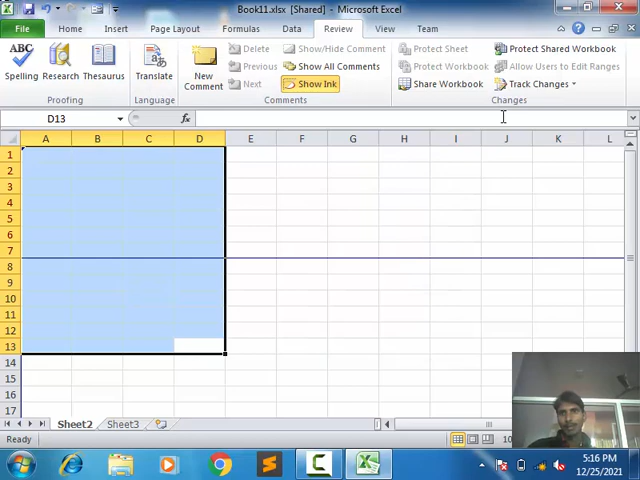 Book11.xlsx [Shared] - Microsoft Excel
File Home Insert Page Layout Formulas Data Review View Team
ABC
Spelling Research Thesaurus
Proofing
Translate
Language
New Comment
Delete
Previous
Next
Show/Hide Comment
Show All Comments
Show Ink
Comments
Protect Sheet
Protect Workbook
Share Workbook
Protect Shared Workbook
Allow Users to Edit Ranges
Track Changes
Changes
D13 fx
A B C D E F G H I J K L
1
2
3
4
5
6
7
8
9
10
11
12
13
14
15
16
17
Sheet2 Sheet3
Ready
10
5:16 PM
12/25/2021